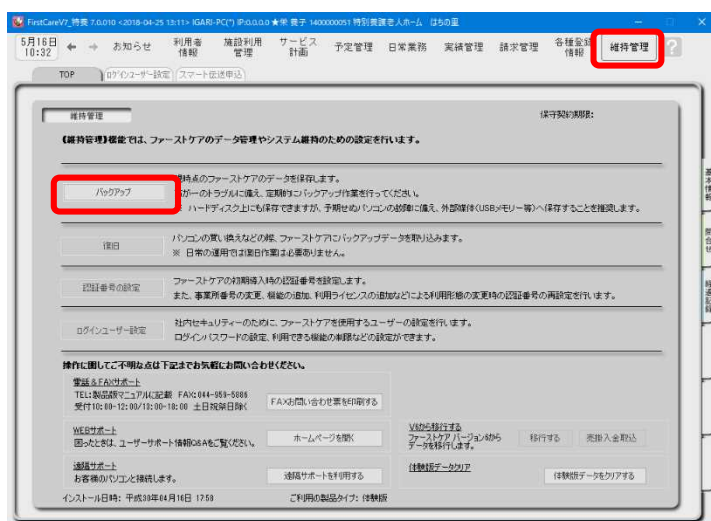 FirstCareV7_特養 7.0.010 <2018-04-25 13:11> IGARI-PC(*) IP:0.0.0.0 ★栄 養子 1400000051 特別養護老人ホーム ほちの里
5月16日 10:32
← → お知らせ 利用者情報 施設利用管理 サービス計画 予定管理 日常業務 実績管理 請求管理 各種登録情報 維持管理
TOP ログインユーザー設定 スマート伝送申込
維持管理 保守契約期限:
《維持管理》機能では、ファーストケアのデータ管理やシステム維持のための設定を行います。
バックアップ
現時点のファーストケアのデータを保存します。
万が一のトラブルに備え、定期的にバックアップ作業を行ってください。
※ ハードディスク上にも保存できますが、予期せぬパソコンの故障に備え、外部媒体(USBメモリー等)へ保存することを推奨します。
復旧
パソコンの買い換えなどの際、ファーストケアにバックアップデータを取り込みます。
※ 日常の運用では復旧作業は必要ありません。
認証番号の設定
ファーストケアの初期導入時の認証番号を設定します。
また、事業所番号の変更、機能の追加、利用ライセンスの追加などによる利用形態の変更時の認証番号の再設定を行います。
ログインユーザー設定
社内セキュリティーのために、ファーストケアを使用するユーザーの設定を行います。
ログインパスワードの設定、利用できる機能の制限などの設定ができます。
操作に関してご不明な点は下記までお気軽にお問い合わせください。
電話&FAXサポート
TEL:製品版マニュアルに記載 FAX:044-959-5886
受付10:00-12:00/13:00-18:00 土日祝祭日除く
FAXお問い合わせ票を印刷する
WEBサポート
困ったときは、ユーザーサポート情報Q&Aをご覧ください。
ホームページを開く
V6から移行する
ファーストケア バージョン6から
データを移行します。
移行する 売掛入金取込
遠隔サポート
お客様のパソコンと接続します。
遠隔サポートを利用する
体験版データクリア
体験版データをクリアする
インストール日時: 平成30年04月16日 17:58 ご利用の製品タイプ: 体験版
基本情報
問合せ
経過記録